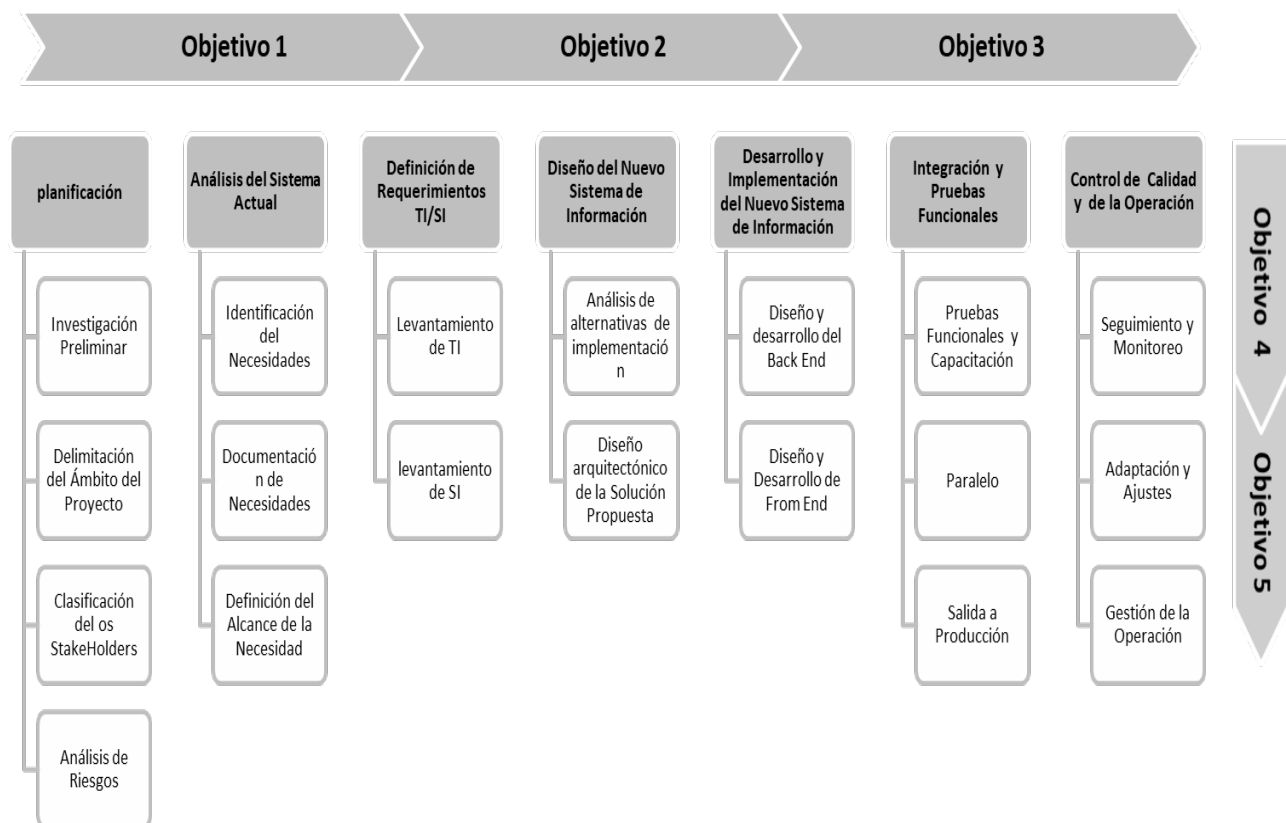 Objetivo 1
Objetivo 2
Objetivo 3
planificación
Investigación
Preliminar
Delimitación
del Ámbito del
Proyecto
Clasificación
del os
StakeHolders
Análisis de
Riesgos
Análisis del Sistema
Actual
Identificación
del
Necesidades
Documentació
n de
Necesidades
Definición del
Alcance de la
Necesidad
Definición de
Requerimientos
TI/SI
Levantamiento
de TI
levantamiento
de SI
Diseño del Nuevo
Sistema de
Información
Análisis de
alternativas de
implementació
n
Diseño
arquitectónico
de la Solución
Propuesta
Desarrollo y
Implementación
del Nuevo Sistema
de Información
Diseño y
desarrollo del
Back End
Diseño y
Desarrollo de
From End
Integración y
Pruebas
Funcionales
Pruebas
Funcionales y
Capacitación
Paralelo
Salida a
Producción
Control de Calidad
y de la Operación
Seguimiento y
Monitoreo
Adaptación y
Ajustes
Gestión de la
Operación
Objetivo 4
Objetivo 5